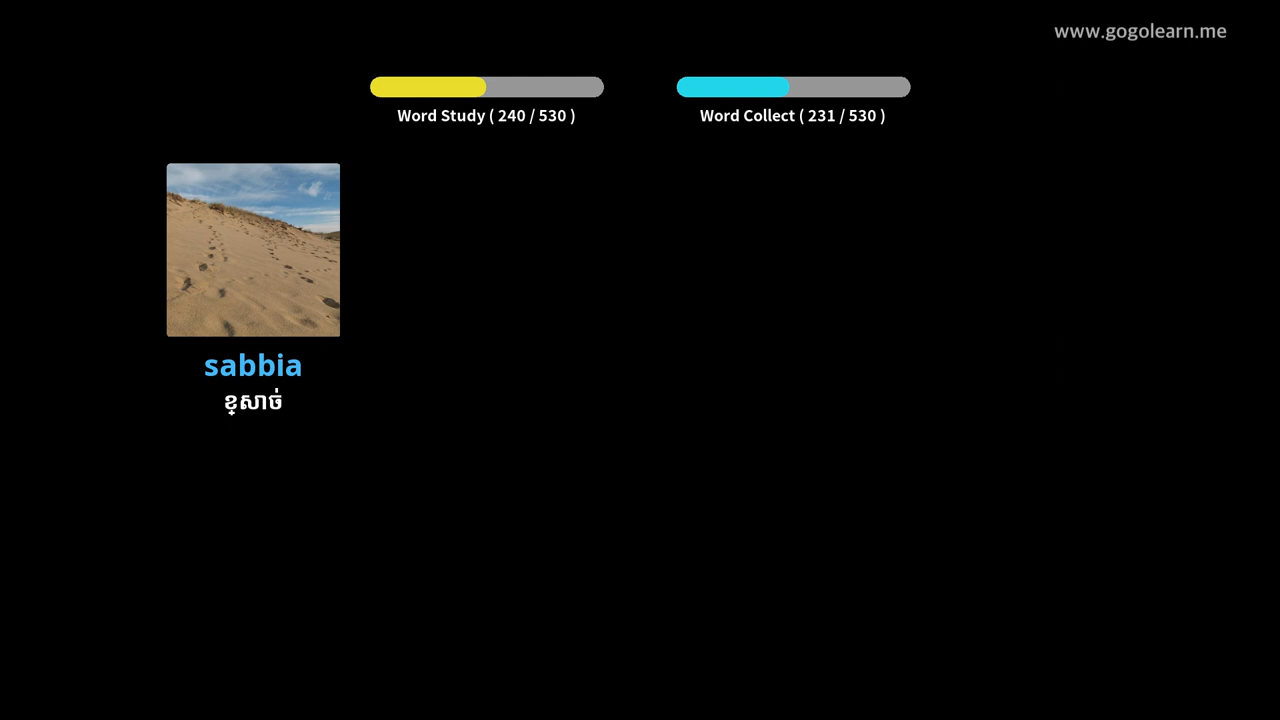 www.gogolearn.me
Word Study ( 240 / 530 )
Word Collect ( 231 / 530 )
sabbia
ខ្សាច់